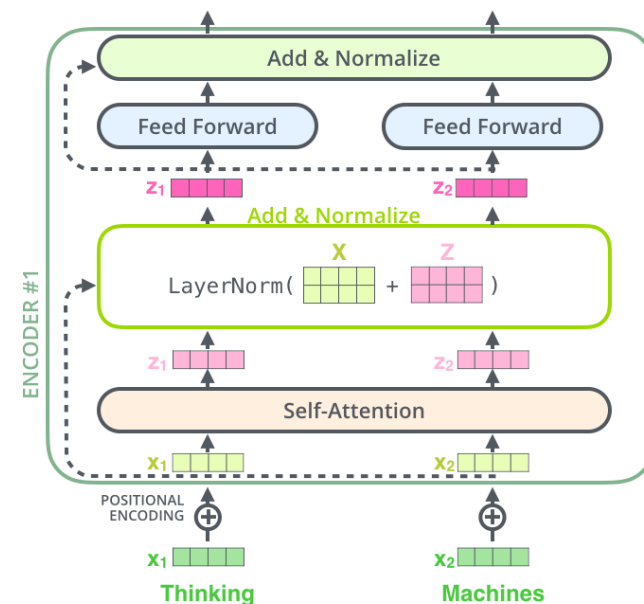 Add & Normalize
Feed Forward
Feed Forward
z1
z2
Add & Normalize
X
Z
LayerNorm( + )
ENCODER #1
z1
z2
Self-Attention
x1
x2
POSITIONAL
ENCODING
x1
x2
Thinking
Machines